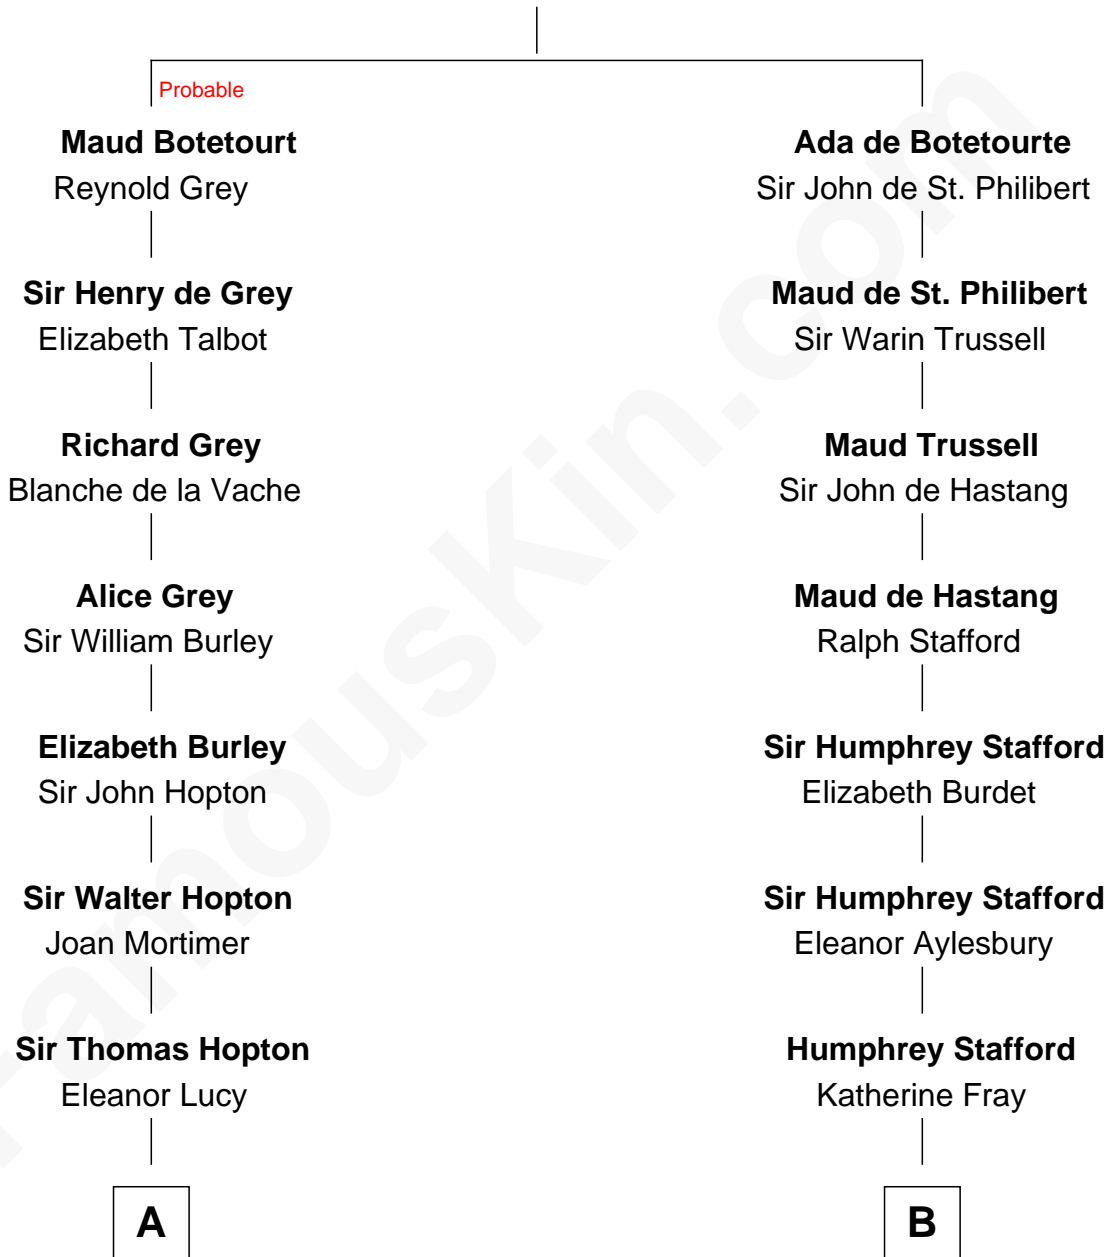 Probable
Maud Botetourt
Reynold Grey
Sir Henry de Grey
Elizabeth Talbot
Richard Grey
Blanche de la Vache
Alice Grey
Sir William Burley
Elizabeth Burley
Sir John Hopton
Sir Walter Hopton
Joan Mortimer
Sir Thomas Hopton
Eleanor Lucy
A
Ada de Botetourte
Sir John de St. Philibert
Maud de St. Philibert
Sir Warin Trussell
Maud Trussell
Sir John de Hastang
Maud de Hastang
Ralph Stafford
Sir Humphrey Stafford
Elizabeth Burdet
Sir Humphrey Stafford
Eleanor Aylesbury
Humphrey Stafford
Katherine Fray
B
FamousKin.com